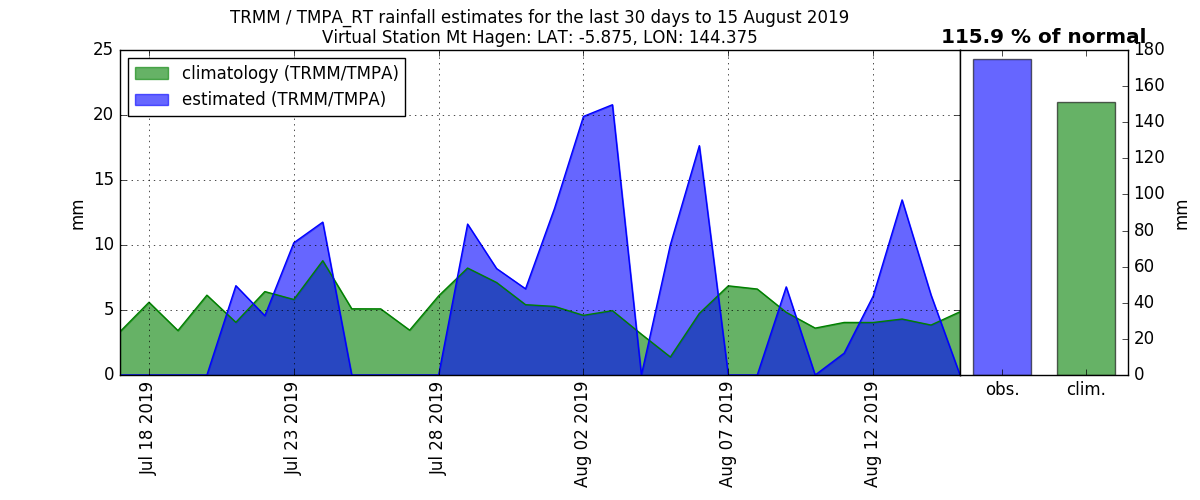 TRMM / TMPA_RT rainfall estimates for the last 30 days to 15 August 2019
Virtual Station Mt Hagen: LAT: -5.875, LON: 144.375
115.9 % of normal
climatology (TRMM/TMPA)
estimated (TRMM/TMPA)
25
20
15
10
5
0
mm
180
160
140
120
100
80
60
40
20
0
mm
Jul 18 2019
Jul 23 2019
Jul 28 2019
Aug 02 2019
Aug 07 2019
Aug 12 2019
obs.
clim.